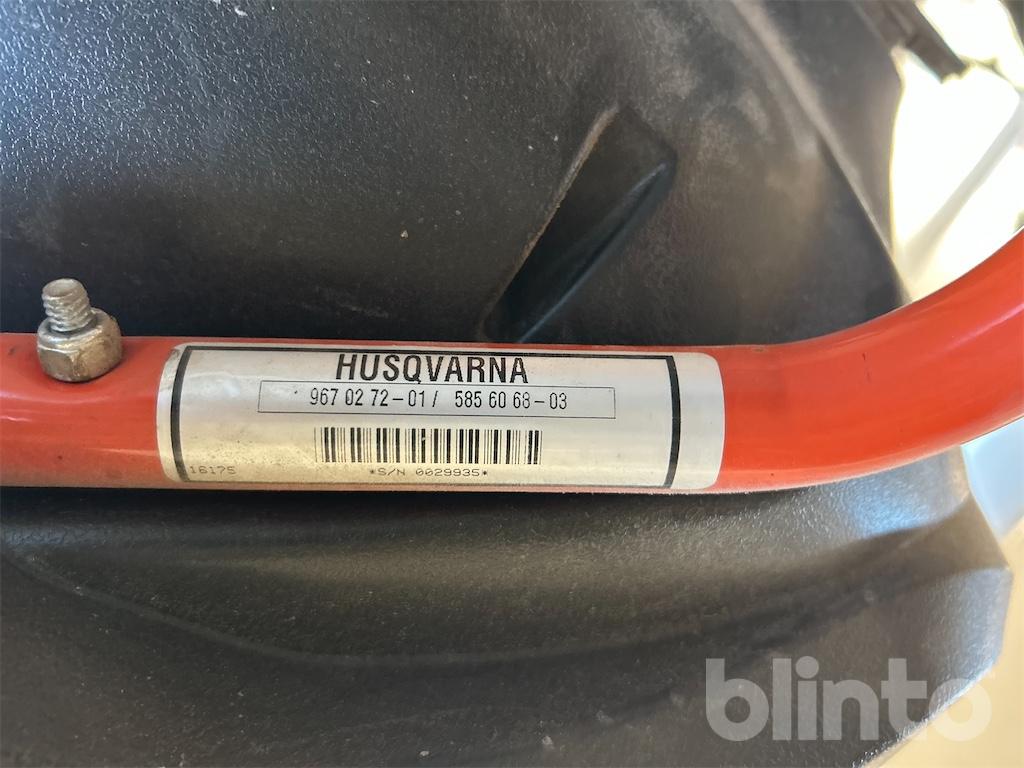 HUSQVARNA
967 02 72-01 / 585 60 68-03
16175 *S/N 0029935*
blinto